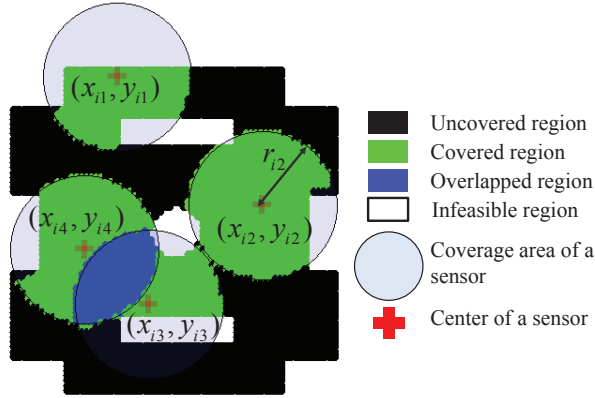 (x_{i1}, y_{i1})
r_{i2}
(x_{i4}, y_{i4})
(x_{i2}, y_{i2})
(x_{i3}, y_{i3})
Uncovered region
Covered region
Overlapped region
Infeasible region
Coverage area of a
sensor
Center of a sensor